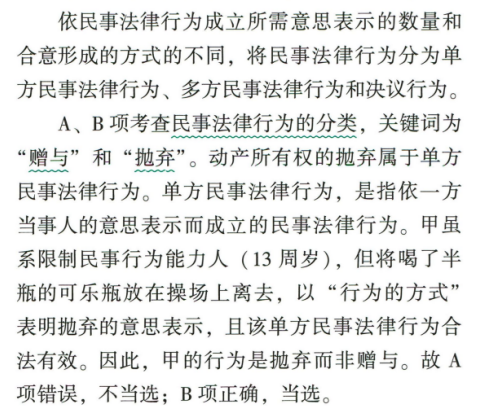 依民事法律行为成立所需意思表示的数量和
合意形成的方式的不同，将民事法律行为分为单
方民事法律行为、多方民事法律行为和决议行为。
A、B 项考查民事法律行为的分类，关键词为
“赠与”和“抛弃”。动产所有权的抛弃属于单方
民事法律行为。单方民事法律行为，是指依一方
当事人的意思表示而成立的民事法律行为。甲虽
系限制民事行为能力人（13 周岁），但将喝了半
瓶的可乐瓶放在操场上离去，以“行为的方式”
表明抛弃的意思表示，且该单方民事法律行为合
法有效。因此，甲的行为是抛弃而非赠与。故 A
项错误，不当选；B 项正确，当选。